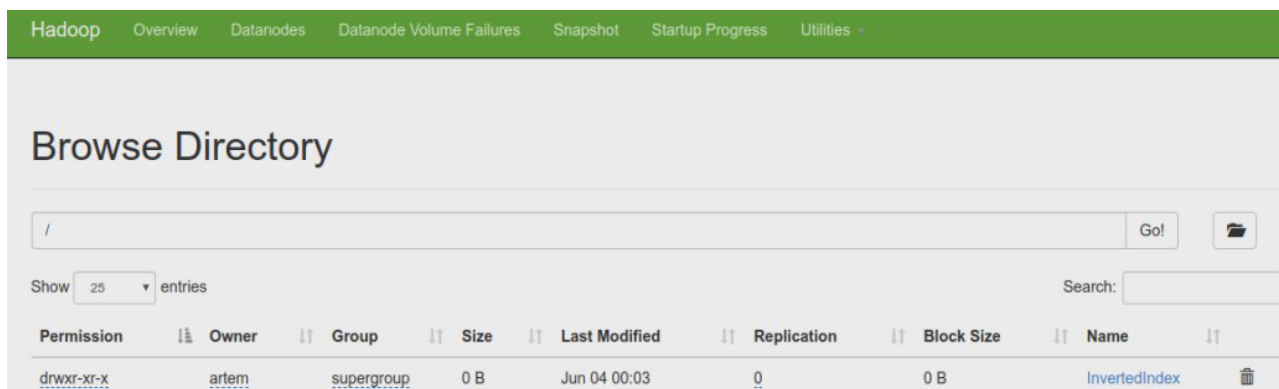 Hadoop Overview Datanodes Datanode Volume Failures Snapshot Startup Progress Utilities
Browse Directory
/ Go!
Show 25 entries Search:
Permission Owner Group Size Last Modified Replication Block Size Name
drwxr-xr-x artem supergroup 0 B Jun 04 00:03 0 0 B InvertedIndex